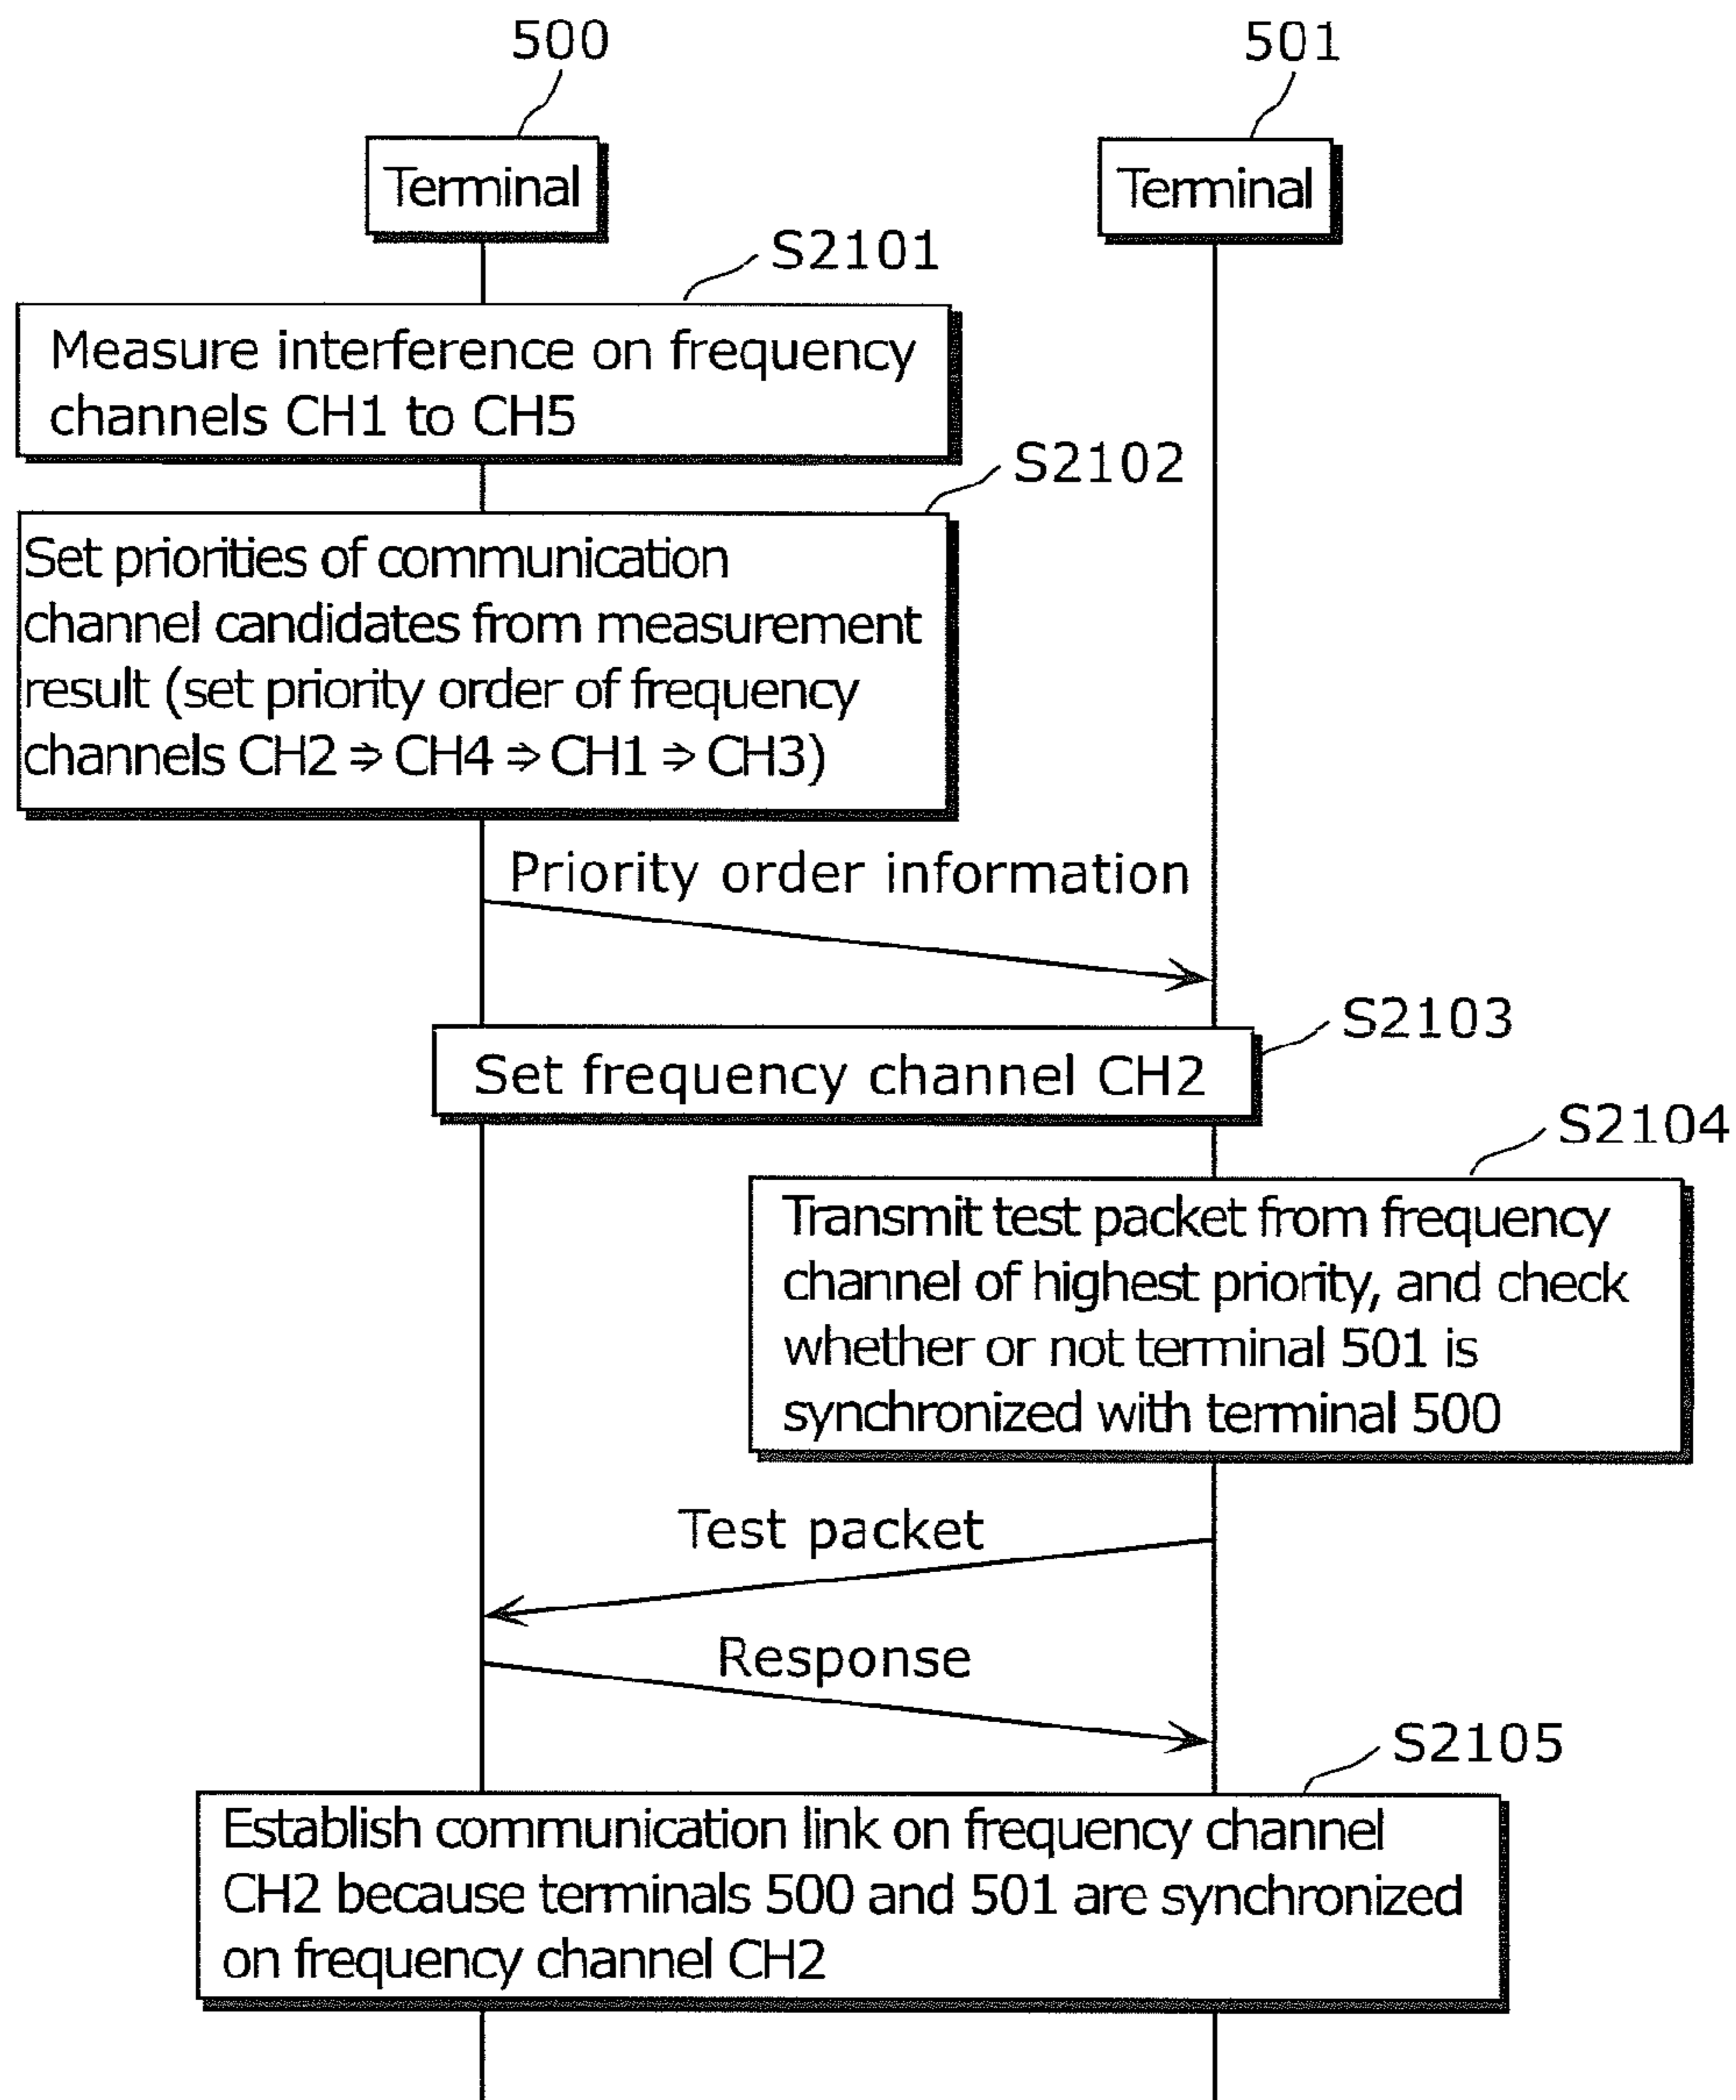 500
501
Terminal
Terminal
S2101
Measure interference on frequency
channels CH1 to CH5
S2102
Set priorities of communication
channel candidates from measurement
result (set priority order of frequency
channels CH2 ⇒ CH4 ⇒ CH1 ⇒ CH3)
Priority order information
S2103
Set frequency channel CH2
S2104
Transmit test packet from frequency
channel of highest priority, and check
whether or not terminal 501 is
synchronized with terminal 500
Test packet
Response
S2105
Establish communication link on frequency channel
CH2 because terminals 500 and 501 are synchronized
on frequency channel CH2